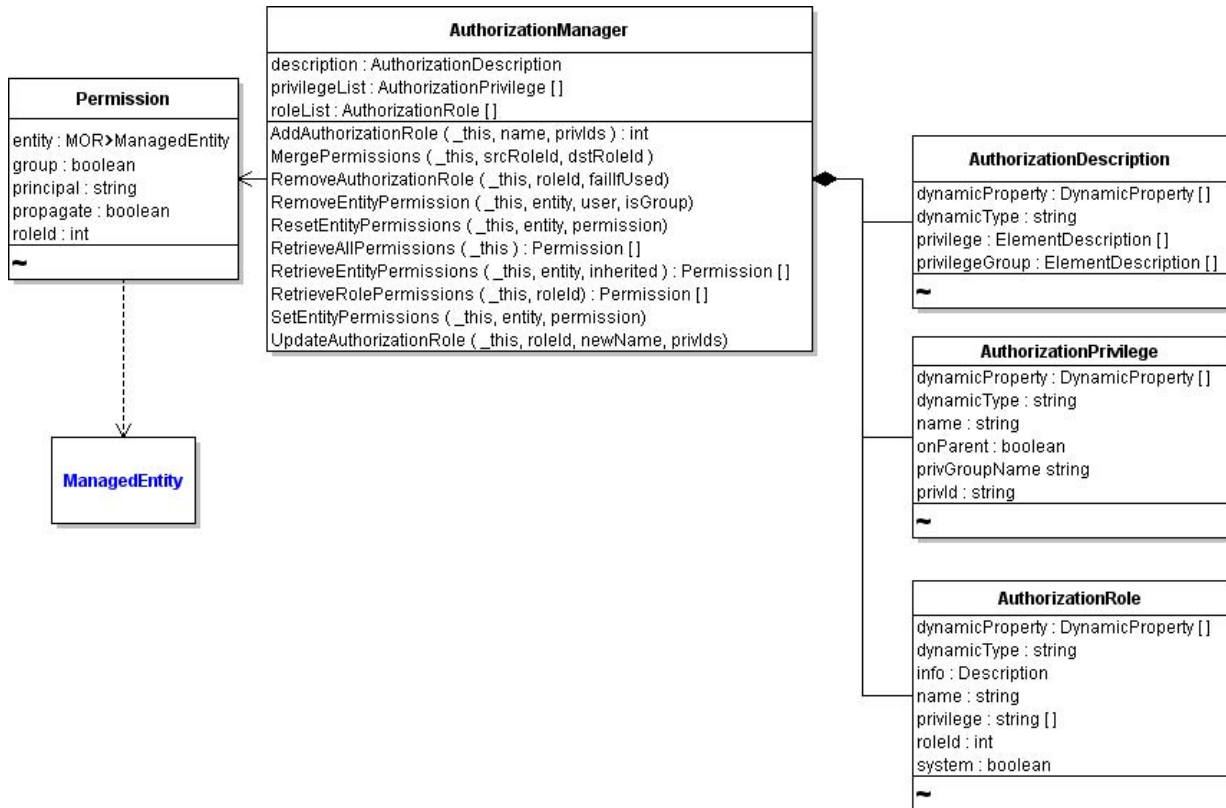 AuthorizationManager
description : AuthorizationDescription
privilegeList : AuthorizationPrivilege [ ]
roleList : AuthorizationRole [ ]
AddAuthorizationRole ( _this, name, privIds ) : int
MergePermissions ( _this, srcRoleId, dstRoleId )
RemoveAuthorizationRole ( _this, roleId, failIfUsed)
RemoveEntityPermission ( _this, entity, user, isGroup)
ResetEntityPermissions ( _this, entity, permission)
RetrieveAllPermissions ( _this ) : Permission [ ]
RetrieveEntityPermissions ( _this, entity, inherited ) : Permission [ ]
RetrieveRolePermissions ( _this, roleId) : Permission [ ]
SetEntityPermissions ( _this, entity, permission)
UpdateAuthorizationRole ( _this, roleId, newName, privIds)
Permission
entity : MOR>ManagedEntity
group : boolean
principal : string
propagate : boolean
roleId : int
~
ManagedEntity
AuthorizationDescription
dynamicProperty : DynamicProperty [ ]
dynamicType : string
privilege : ElementDescription [ ]
privilegeGroup : ElementDescription [ ]
~
AuthorizationPrivilege
dynamicProperty : DynamicProperty [ ]
dynamicType : string
name : string
onParent : boolean
privGroupName string
privId : string
~
AuthorizationRole
dynamicProperty : DynamicProperty [ ]
dynamicType : string
info : Description
name : string
privilege : string [ ]
roleId : int
system : boolean
~